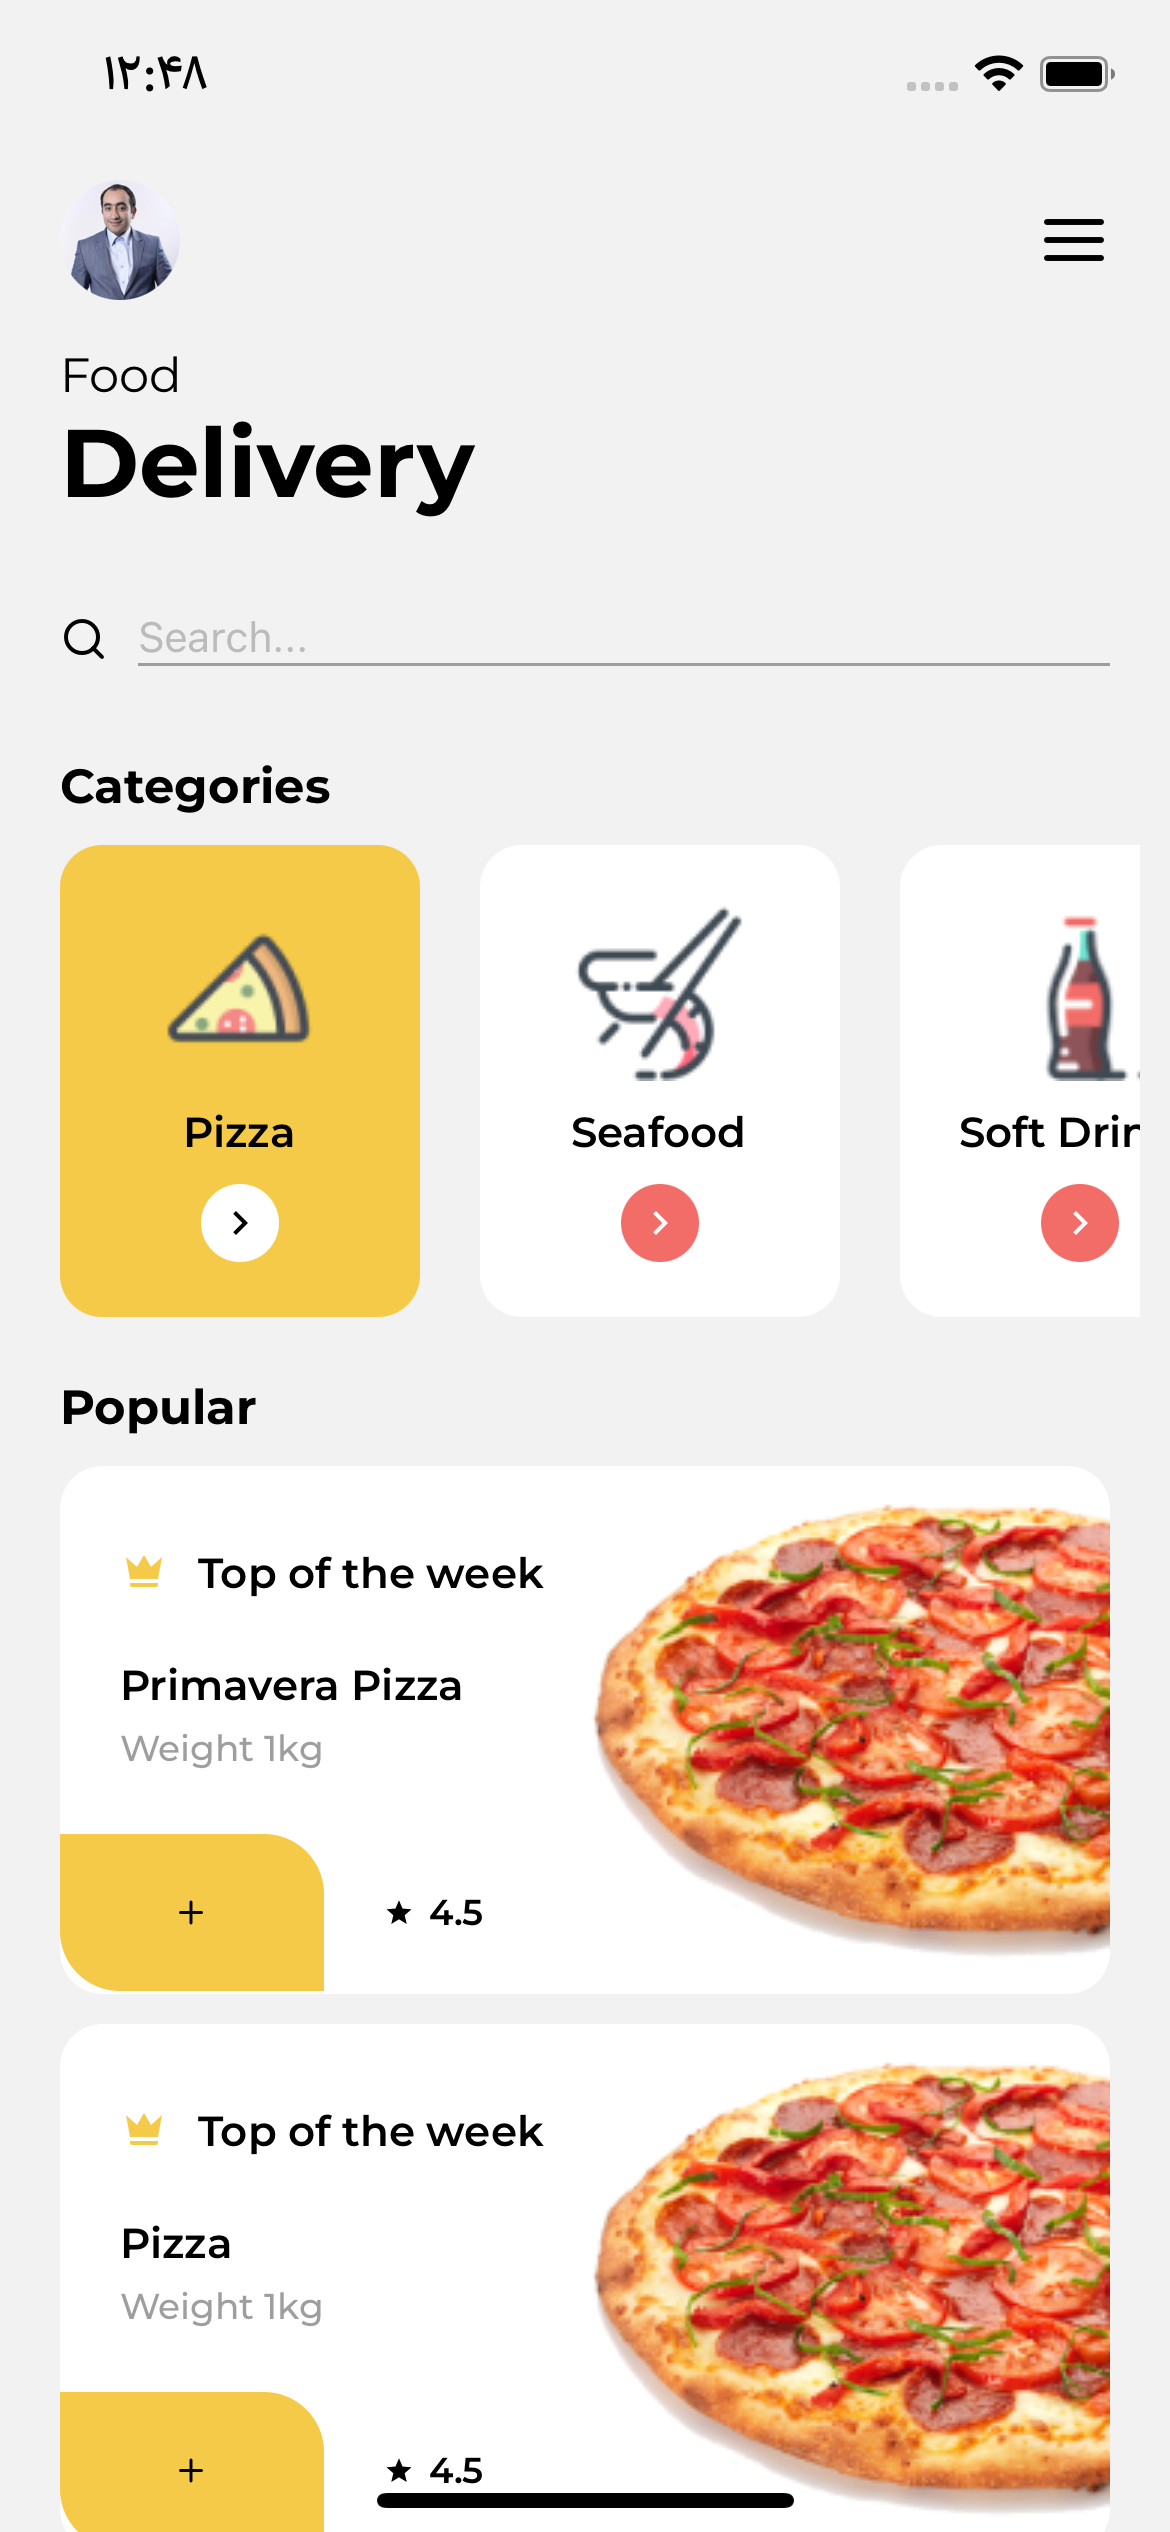 ۱۲:۴۸
Food
Delivery
Search...
Categories
Pizza
Seafood
Soft Drin
Popular
Top of the week
Primavera Pizza
Weight 1kg
+
4.5
Top of the week
Pizza
Weight 1kg
+
4.5